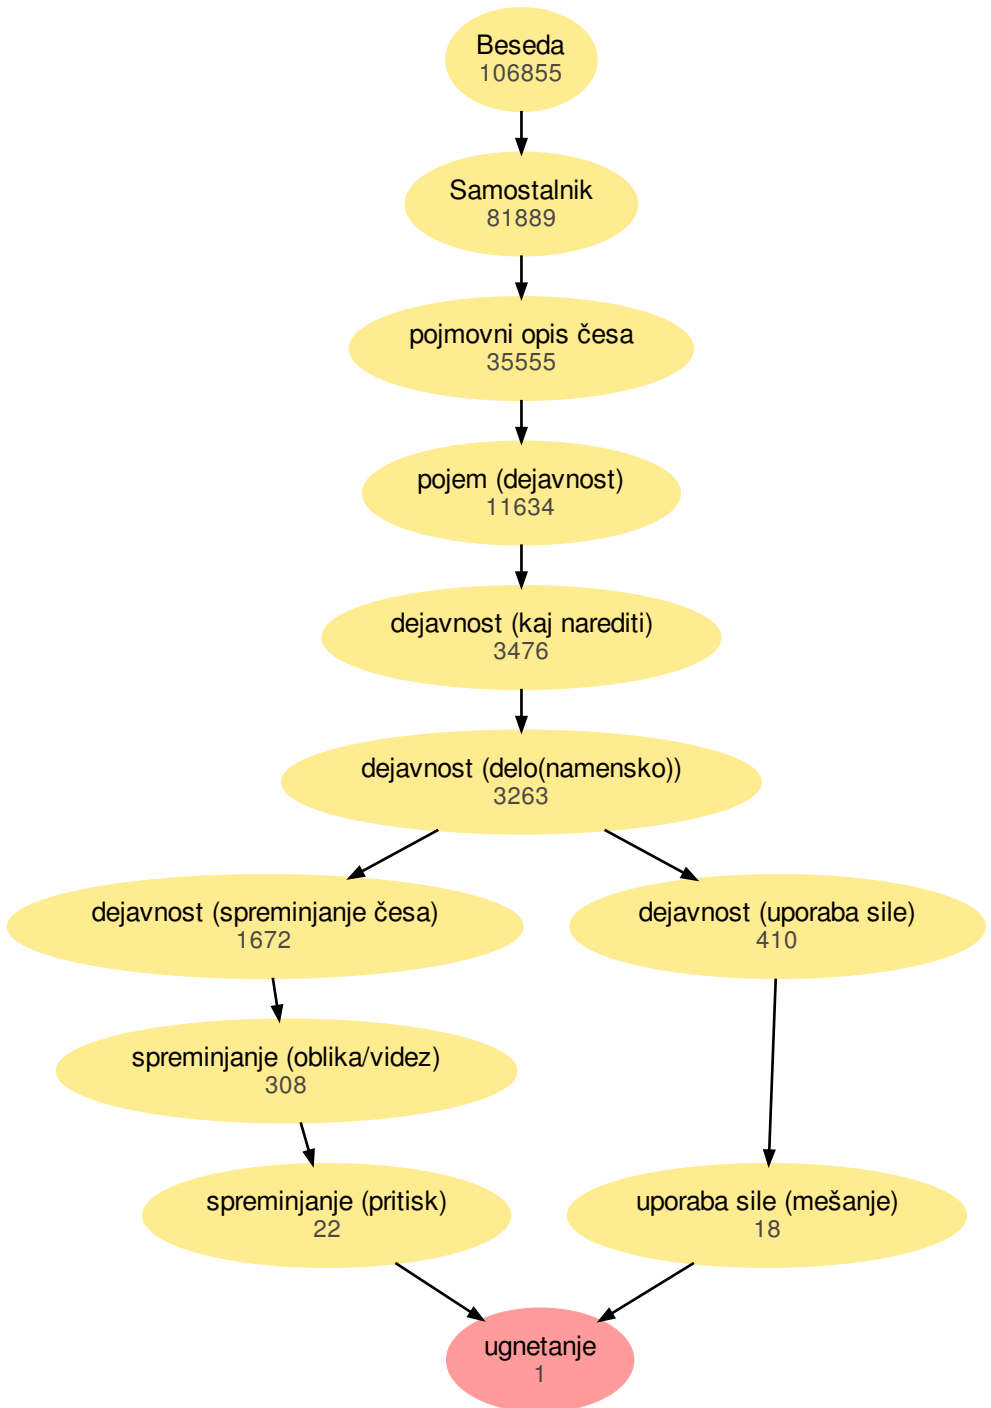 Beseda
106855
Samostalnik
81889
pojmovni opis česa
35555
pojem (dejavnost)
11634
dejavnost (kaj narediti)
3476
dejavnost (delo(namensko))
3263
dejavnost (spreminjanje česa)
1672
dejavnost (uporaba sile)
410
spreminjanje (oblika/videz)
308
spreminjanje (pritisk)
22
uporaba sile (mešanje)
18
ugnetanje
1